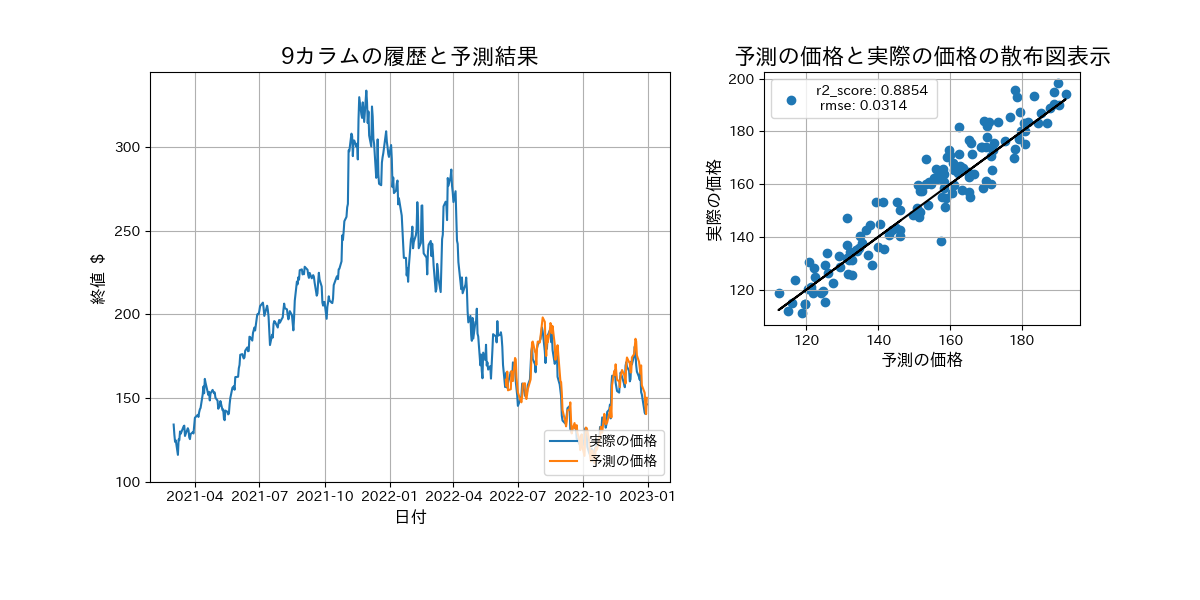 9カラムの履歴と予測結果
終値 $
300
250
200
150
100
2021-04 2021-07 2021-10 2022-01 2022-04 2022-07 2022-10 2023-01
日付
実際の価格
予測の価格
予測の価格と実際の価格の散布図表示
実際の価格
200
180
160
140
120
r2_score: 0.8854
rmse: 0.0314
120 140 160 180
予測の価格